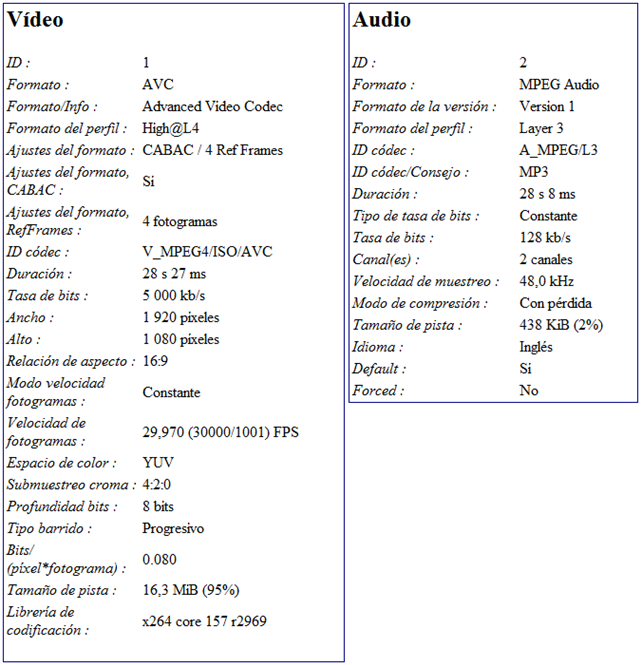 Vídeo
ID : 1
Formato : AVC
Formato/Info : Advanced Video Codec
Formato del perfil : High@L4
Ajustes del formato : CABAC / 4 Ref Frames
Ajustes del formato,
CABAC : Si
Ajustes del formato,
RefFrames : 4 fotogramas
ID códec : V_MPEG4/ISO/AVC
Duración : 28 s 27 ms
Tasa de bits : 5 000 kb/s
Ancho : 1 920 píxeles
Alto : 1 080 píxeles
Relación de aspecto : 16:9
Modo velocidad
fotogramas : Constante
Velocidad de
fotogramas : 29,970 (30000/1001) FPS
Espacio de color : YUV
Submuestreo croma : 4:2:0
Profundidad bits : 8 bits
Tipo barrido : Progresivo
Bits/
(píxel*fotograma) : 0.080
Tamaño de pista : 16,3 MiB (95%)
Librería de
codificación : x264 core 157 r2969
Audio
ID : 2
Formato : MPEG Audio
Formato de la versión : Version 1
Formato del perfil : Layer 3
ID códec : A_MPEG/L3
ID códec/Consejo : MP3
Duración : 28 s 8 ms
Tipo de tasa de bits : Constante
Tasa de bits : 128 kb/s
Canal(es) : 2 canales
Velocidad de muestreo : 48,0 kHz
Modo de compresión : Con pérdida
Tamaño de pista : 438 KiB (2%)
Idioma : Inglés
Default : Si
Forced : No